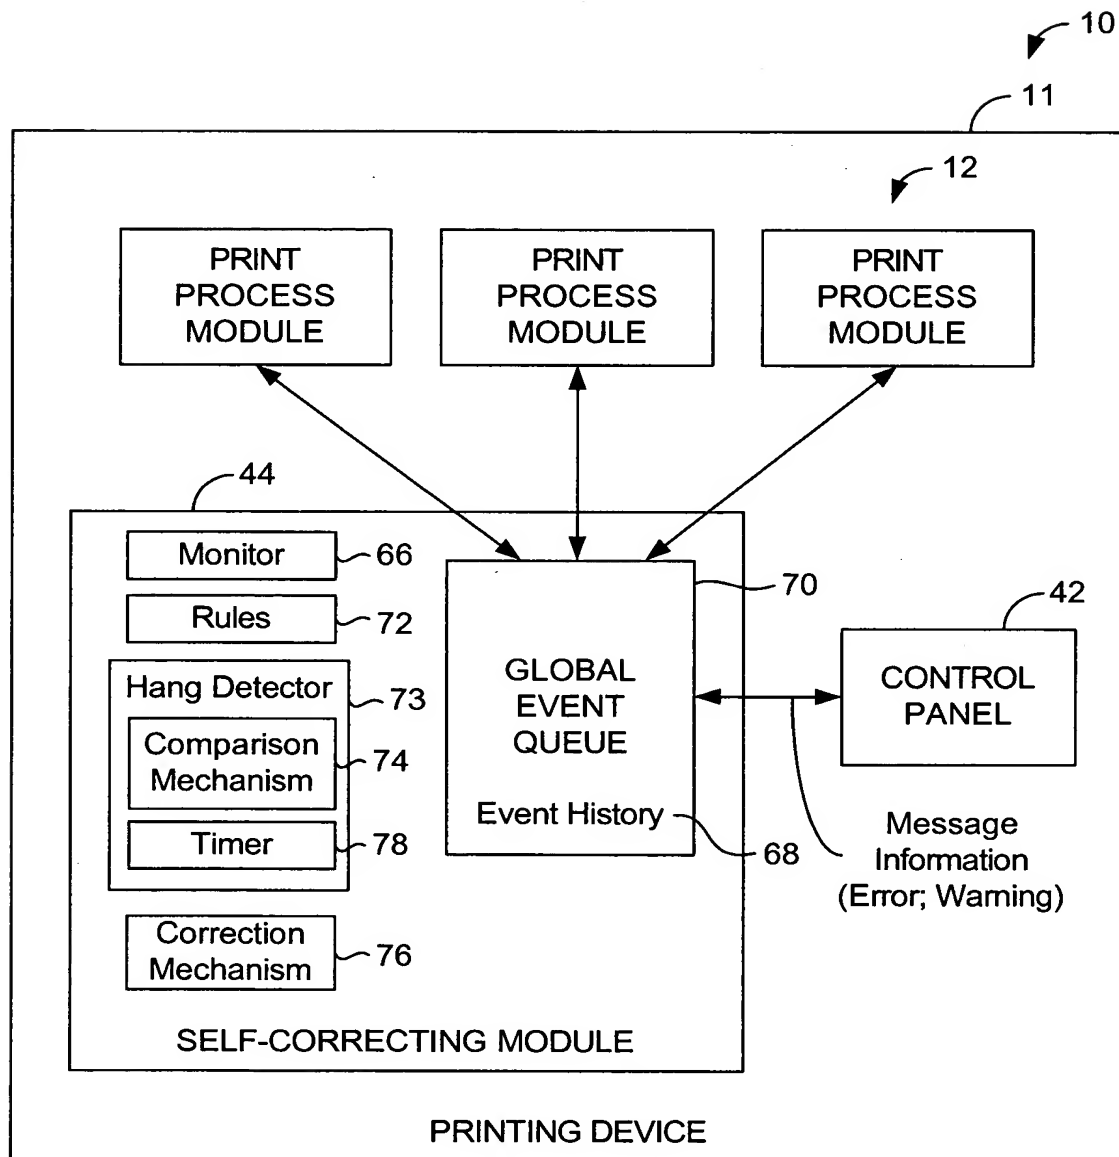 10
11
12
PRINT
PROCESS
MODULE
PRINT
PROCESS
MODULE
PRINT
PROCESS
MODULE
44
Monitor
66
Rules
72
Hang Detector
73
Comparison
Mechanism
74
Timer
78
Correction
Mechanism
76
GLOBAL
EVENT
QUEUE
70
Event History
68
42
CONTROL
PANEL
Message
Information
(Error; Warning)
SELF-CORRECTING MODULE
PRINTING DEVICE